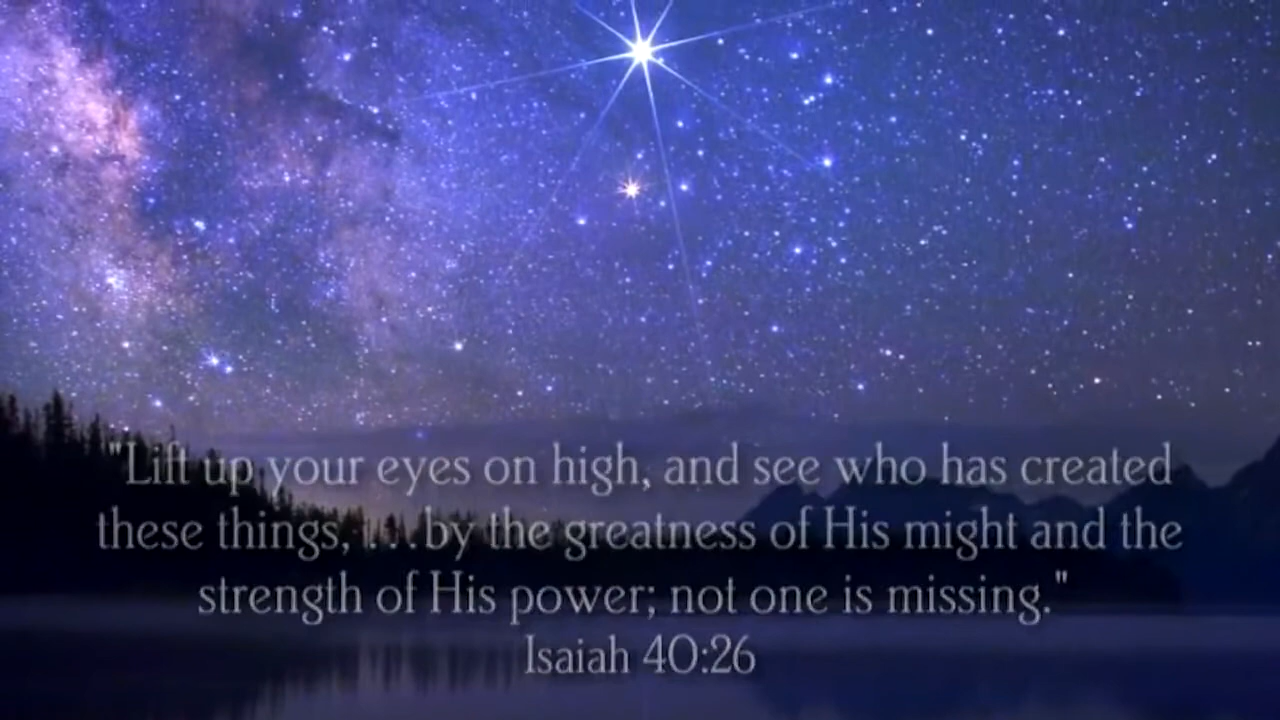 "Lift up your eyes on high, and see who has created
these things, . . . by the greatness of His might and the
strength of His power; not one is missing."
Isaiah 40:26